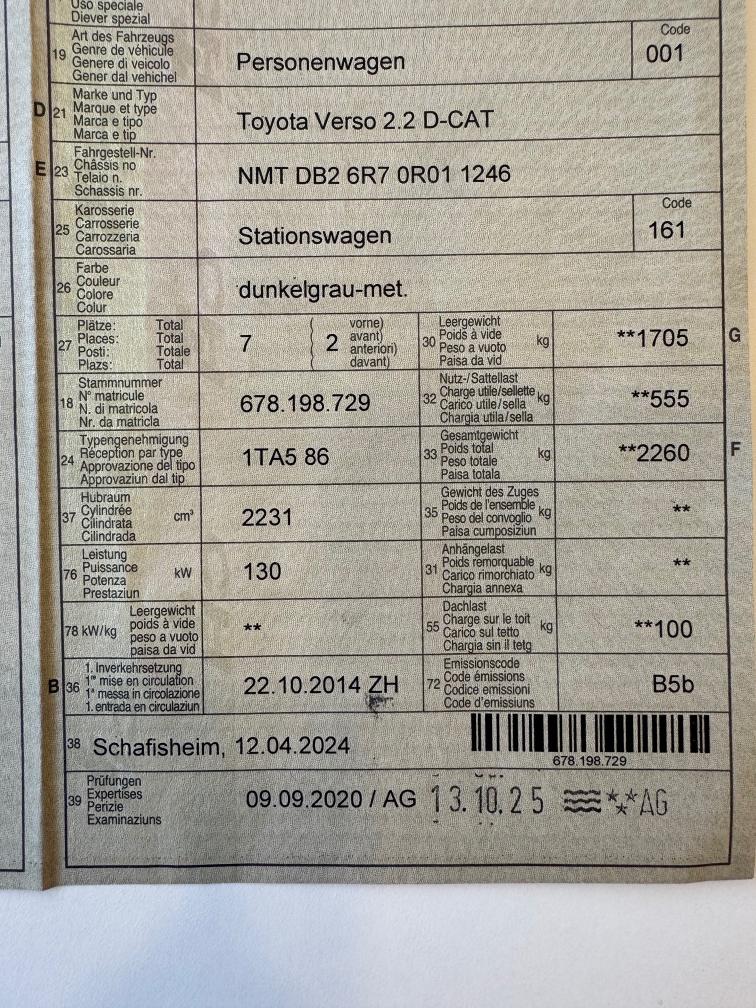 Uso speciale
Diever spezial
19 Art des Fahrzeugs
Genre de véhicule
Genere di veicolo
Gener dal vehichel
Personenwagen
Code
001
D 21 Marke und Typ
Marque et type
Marca e tipo
Marca e tip
Toyota Verso 2.2 D-CAT
E 23 Fahrgestell-Nr.
Châssis no
Telaio n.
Schassis nr.
NMT DB2 6R7 0R01 1246
25 Karosserie
Carrosserie
Carrozzeria
Carossaria
Stationswagen
Code
161
26 Farbe
Couleur
Colore
Colur
dunkelgrau-met.
27 Plätze: Total
Places: Total
Posti: Totale
Plazs: Total
7
2
vorne)
avant)
anteriori)
davant)
30 Leergewicht
Poids à vide
Peso a vuoto
Paisa da vid
kg
**1705
G
18 Stammnummer
N° matricule
N. di matricola
Nr. da matricla
678.198.729
32 Nutz-/Sattellast
Charge utile/sellette
Carico utile/sella
Chargia utila/sella
kg
**555
24 Typengenehmigung
Réception par type
Approvazione del tipo
Approvaziun dal tip
1TA5 86
33 Gesamtgewicht
Poids total
Peso totale
Paisa totala
kg
**2260
F
37 Hubraum
Cylindrée
Cilindrata
Cilindrada
cm³
2231
35 Gewicht des Zuges
Poids de l'ensemble
Peso del convoglio
Paisa cumposiziun
kg
**
76 Leistung
Puissance
Potenza
Prestaziun
kW
130
31 Anhängelast
Poids remorquable
Carico rimorchiato
Chargia annexa
kg
**
78 kW/kg
Leergewicht
poids à vide
peso a vuoto
paisa da vid
**
55 Dachlast
Charge sur le toit
Carico sul tetto
Chargia sin il tetg
kg
**100
B 36 1. Inverkehrsetzung
1re mise en circulation
1a messa in circolazione
1. entrada en circulaziun
22.10.2014 ZH
72 Emissionscode
Code émissions
Codice emissioni
Code d'emissiuns
B5b
38 Schafisheim, 12.04.2024
678.198.729
39 Prüfungen
Expertises
Perizie
Examinaziuns
09.09.2020 / AG 13.10.25 AG